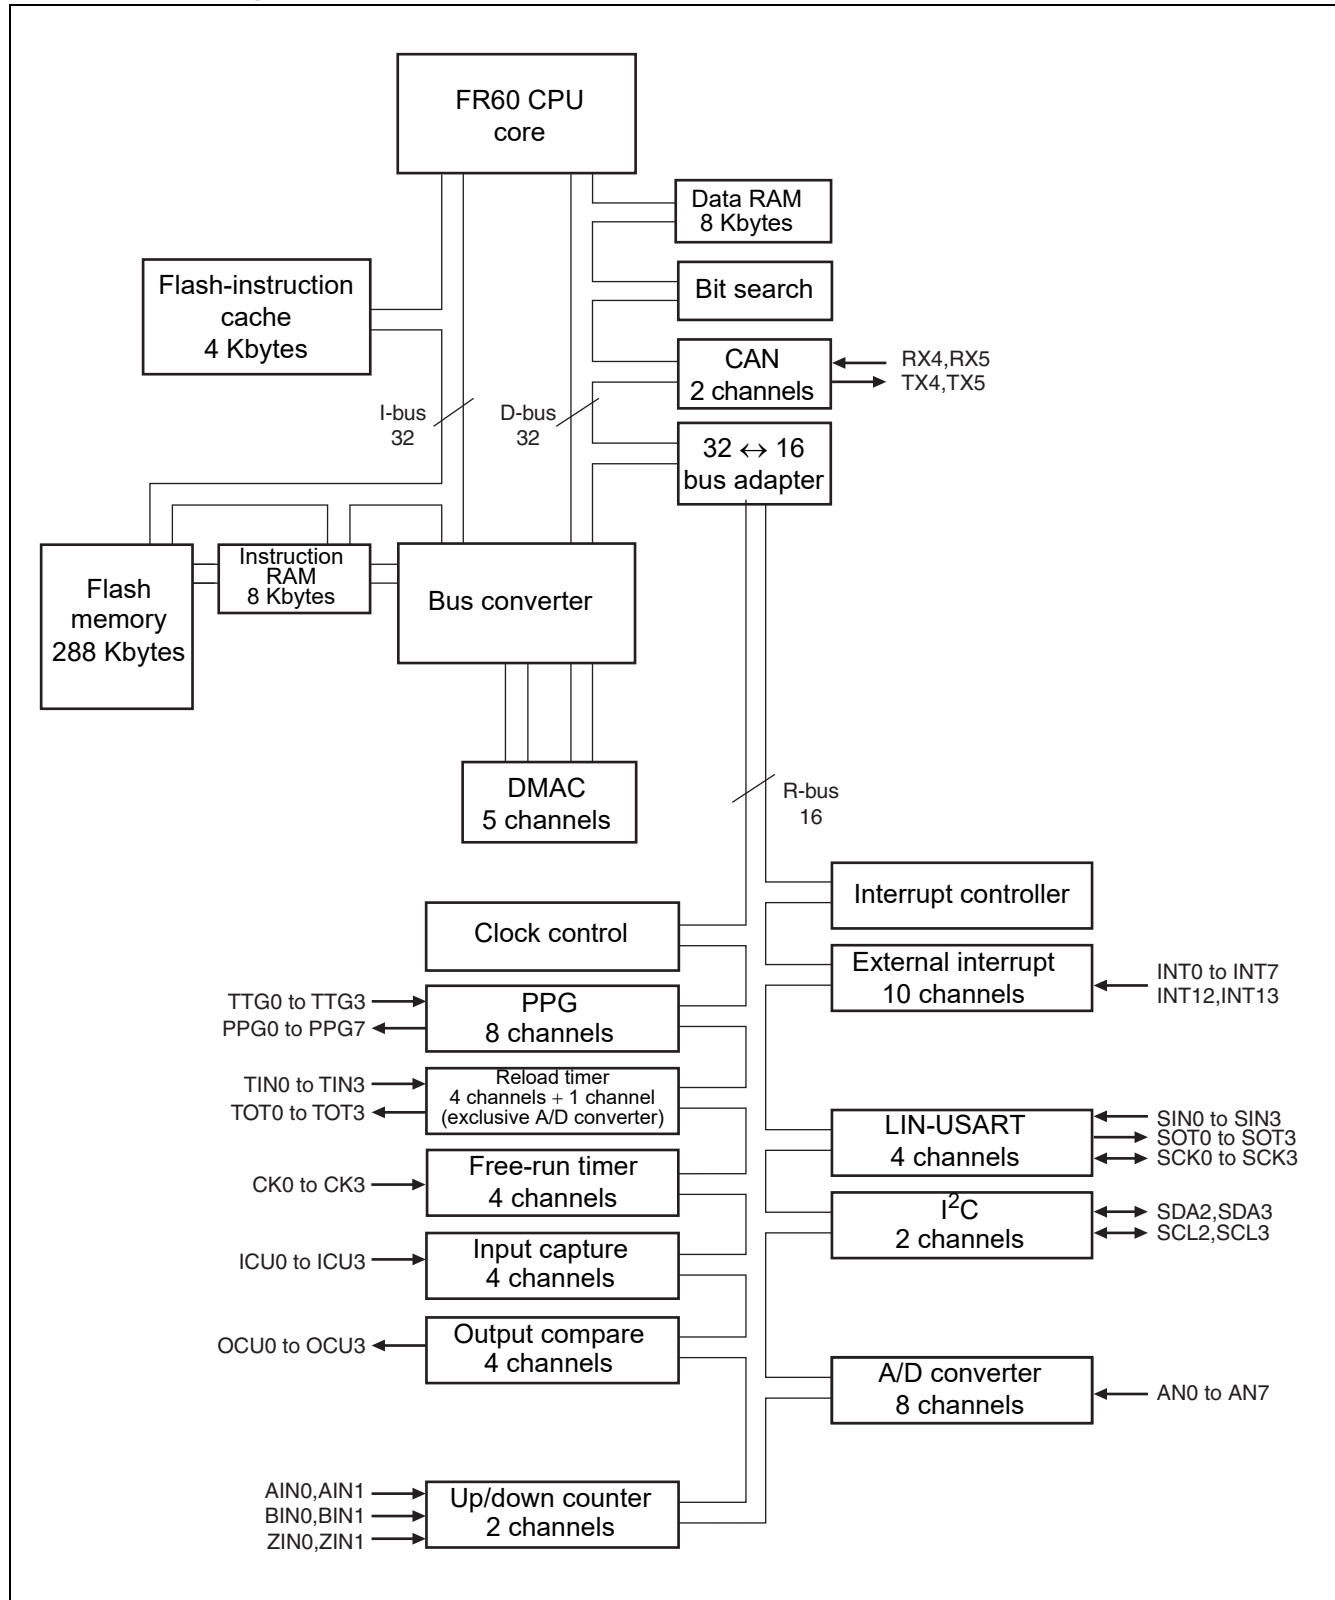 FR60 CPU
core
Data RAM
8 Kbytes
Flash-instruction
cache
4 Kbytes
Bit search
CAN
2 channels
RX4,RX5
TX4,TX5
I-bus
32
D-bus
32
32 ↔ 16
bus adapter
Flash
memory
288 Kbytes
Instruction
RAM
8 Kbytes
Bus converter
DMAC
5 channels
R-bus
16
Interrupt controller
Clock control
External interrupt
10 channels
INT0 to INT7
INT12,INT13
TTG0 to TTG3
PPG0 to PPG7
PPG
8 channels
TIN0 to TIN3
TOT0 to TOT3
Reload timer
4 channels + 1 channel
(exclusive A/D converter)
LIN-USART
4 channels
SIN0 to SIN3
SOT0 to SOT3
SCK0 to SCK3
CK0 to CK3
Free-run timer
4 channels
I²C
2 channels
SDA2,SDA3
SCL2,SCL3
ICU0 to ICU3
Input capture
4 channels
OCU0 to OCU3
Output compare
4 channels
A/D converter
8 channels
AN0 to AN7
AIN0,AIN1
BIN0,BIN1
ZIN0,ZIN1
Up/down counter
2 channels